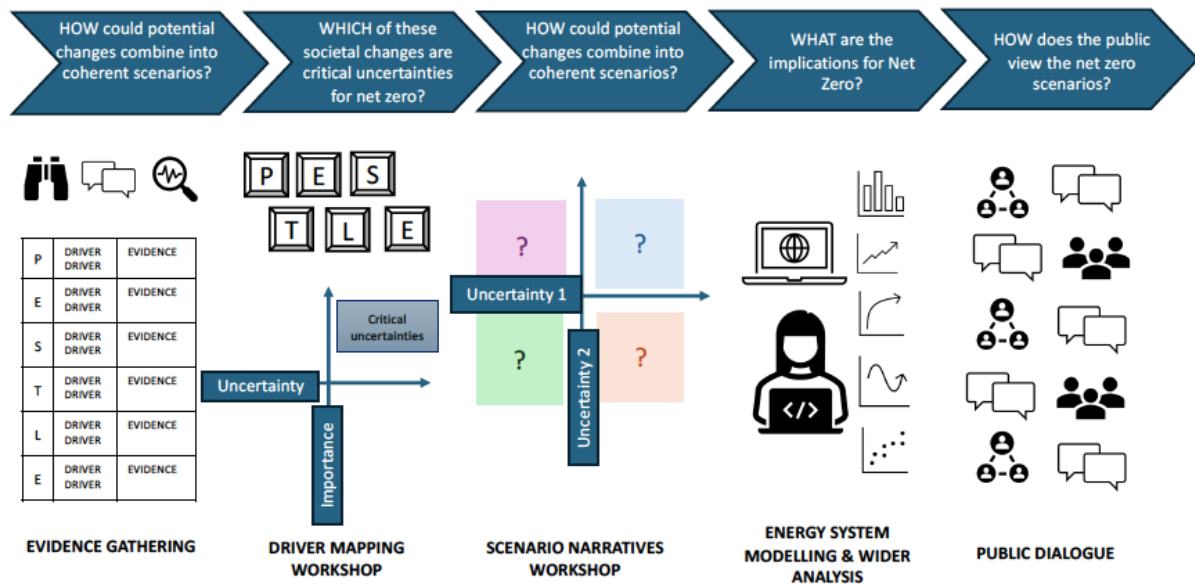 HOW could potential
changes combine into
coherent scenarios?
WHICH of these
societal changes are
critical uncertainties
for net zero?
HOW could potential
changes combine into
coherent scenarios?
WHAT are the
implications for Net
Zero?
HOW does the public
view the net zero
scenarios?
P
DRIVER
DRIVER
EVIDENCE
E
DRIVER
DRIVER
EVIDENCE
S
DRIVER
DRIVER
EVIDENCE
T
DRIVER
DRIVER
EVIDENCE
L
DRIVER
DRIVER
EVIDENCE
E
DRIVER
DRIVER
EVIDENCE
EVIDENCE GATHERING
P E S
T L E
Critical
uncertainties
Uncertainty
Importance
DRIVER MAPPING
WORKSHOP
?
?
Uncertainty 1
?
?
Uncertainty 2
SCENARIO NARRATIVES
WORKSHOP
</>
ENERGY SYSTEM
MODELLING & WIDER
ANALYSIS
PUBLIC DIALOGUE